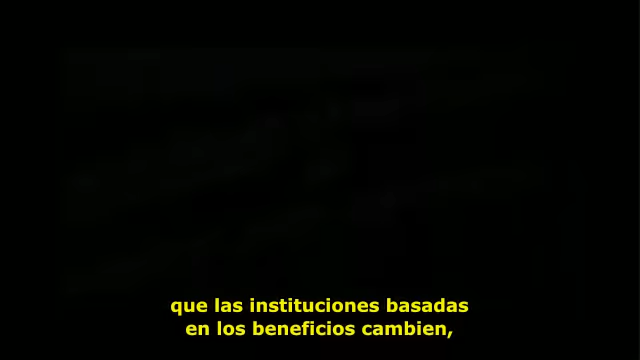 que las instituciones basadas
en los beneficios cambien,